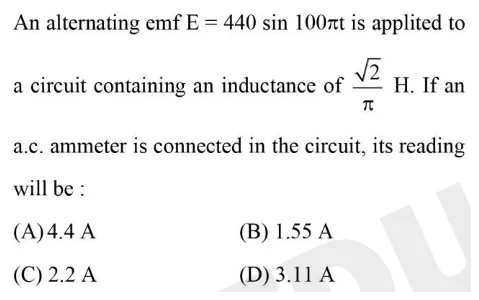 An alternating emf E = 440 sin 100πt is applited to
a circuit containing an inductance of √2/π H. If an
a.c. ammeter is connected in the circuit, its reading
will be :
(A) 4.4 A (B) 1.55 A
(C) 2.2 A (D) 3.11 A